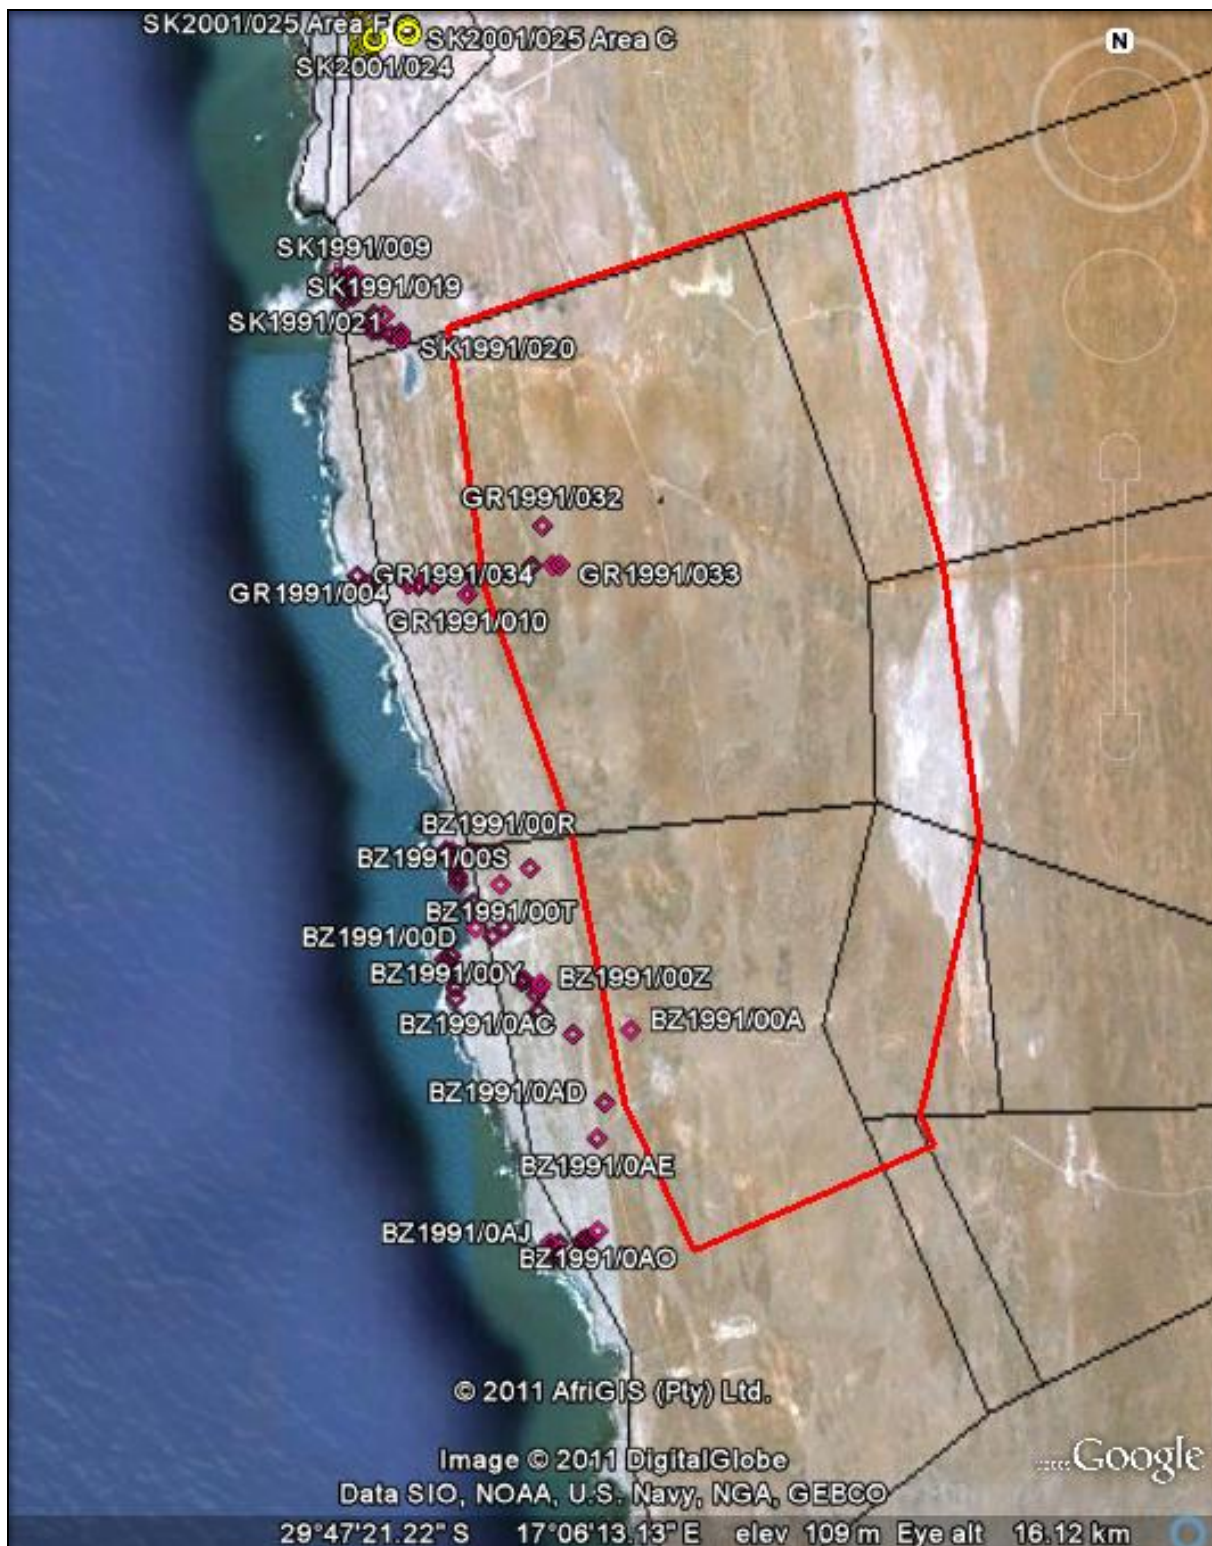 SK2001/025 Area F
SK2001/025 Area C
SK2001/024
N
SK1991/009
SK1991/019
SK1991/021
SK1991/020
GR1991/032
GR1991/034
GR1991/033
GR1991/004
GR1991/010
BZ1991/00R
BZ1991/00S
BZ1991/00T
BZ1991/00D
BZ1991/00Y
BZ1991/00Z
BZ1991/0AC
BZ1991/00A
BZ1991/0AD
BZ1991/0AE
BZ1991/0AJ
BZ1991/0AO
© 2011 AfriGIS (Pty) Ltd.
Image © 2011 DigitalGlobe
Google
Data SIO, NOAA, U.S. Navy, NGA, GEBCO
29°47'21.22" S 17°06'13.13" E elev 109 m Eye alt 16.12 km